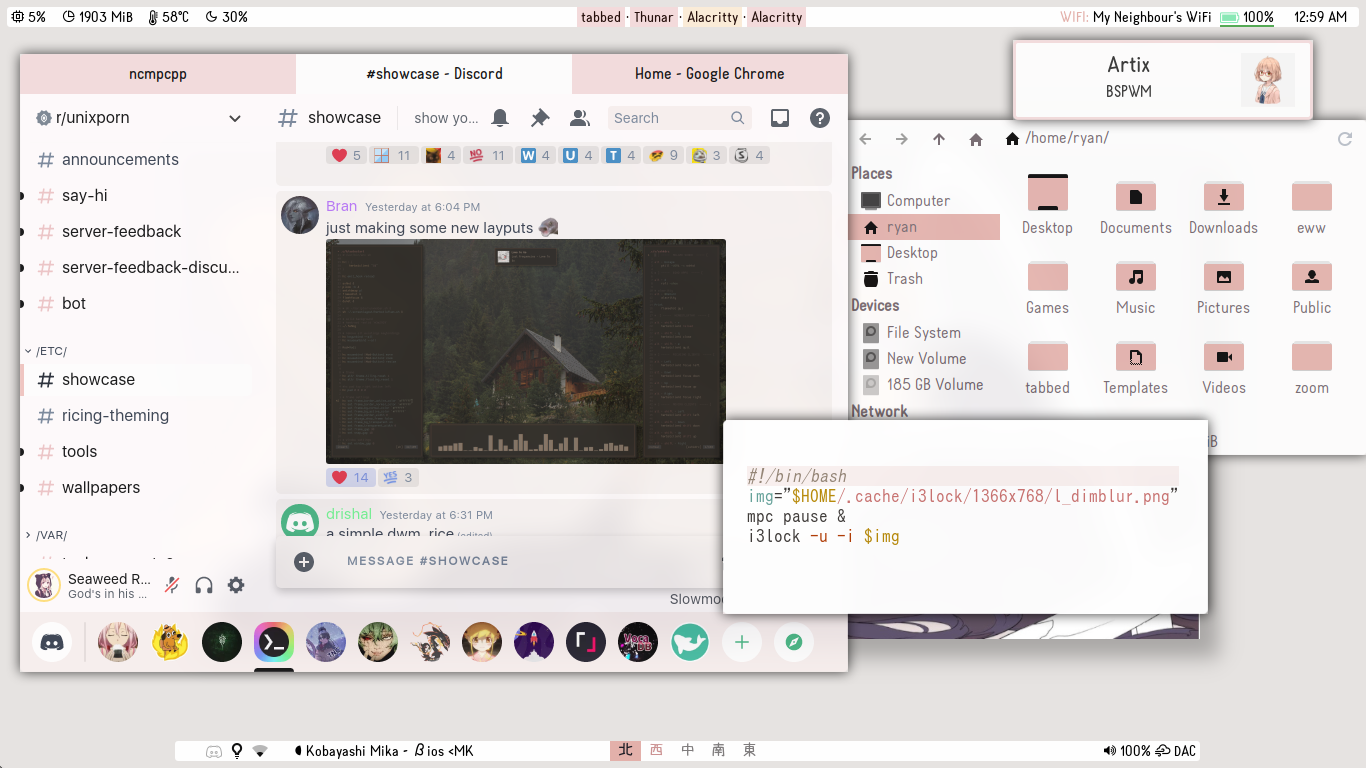 5% 1903 MiB 58°C 30%
tabbed · Thunar · Alacritty · Alacritty
WIFI: My Neighbour's WiFi 100% 12:59 AM
Artix
BSPWM
ncmpcpp
#showcase - Discord
Home - Google Chrome
r/unixporn
announcements
say-hi
server-feedback
server-feedback-discu...
bot
/ETC/
showcase
ricing-theming
tools
wallpapers
/VAR/
Seaweed R...
God's in his ...
showcase
show yo...
Search
5 11 4 NO 11 W 4 U 4 T 4 9 3 4
Bran Yesterday at 6:04 PM
just making some new layputs
14 YES 3
drishal Yesterday at 6:31 PM
a simple dwm rice (edited)
MESSAGE #SHOWCASE
Slowmod
/home/ryan/
Places
Computer
ryan
Desktop
Trash
Devices
File System
New Volume
185 GB Volume
Network
Desktop Documents Downloads eww
Games Music Pictures Public
tabbed Templates Videos zoom
iB
#!/bin/bash
img="$HOME/.cache/i3lock/1366x768/l_dimblur.png"
mpc pause &
i3lock -u -i $img
Kobayashi Mika - βios <MK
北 西 中 南 東
100% DAC